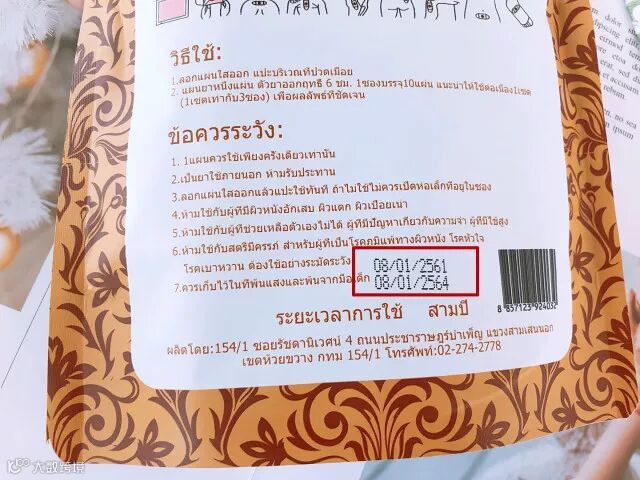 วิธีใช้:
1.ลอกแผ่นใสออก แปะบริเวณที่ปวดเมื่อย
2. แผ่นยาหนึ่งแผ่น ตัวยาออกฤทธิ์ 6 ชม. 1ซองบรรจุ10แผ่น แนะนำให้ใช้ต่อเนื่อง1เซต
(1เซตเท่ากับ3ซอง) เพื่อผลลัพธ์ที่ชัดเจน
ข้อควรระวัง:
1. 1แผ่นควรใช้เพียงครั้งเดียวเท่านั้น
2.เป็นยาใช้ภายนอก ห้ามรับประทาน
3.ลอกแผ่นใสออกแล้วแปะใช้ทันที ถ้าไม่ใช้ไม่ควรเปิดห่อเล็กที่อยู่ในซอง
4.ห้ามใช้กับผู้ที่มีผิวหนังอักเสบ ผิวแตก ผิวเปื่อยเน่า
5.ห้ามใช้กับผู้ที่ช่วยเหลือตัวเองไม่ได้ ผู้ที่มีปัญหาเกี่ยวกับความจำ ผู้ที่มีไข้สูง
6.ห้ามใช้กับสตรีมีครรภ์ สำหรับผู้ที่เป็นโรคภูมิแพ้ทางผิวหนัง โรคหัวใจ
โรคเบาหวาน ต้องใช้อย่างระมัดระวัง
7.ควรเก็บไว้ในที่พ้นแสงและพ้นจากมือเด็ก
08/01/2561
08/01/2564
8 857123 924032
ระยะเวลาการใช้ สามปี
ผลิตโดย:154/1 ซอยรัชดานิเวศน์ 4 ถนนประชาราษฎร์บำเพ็ญ แขวงสามเสนนอก
เขตห้วยขวาง กทม 154/1 โทรศัพท์:02-274-2778
大数跨境